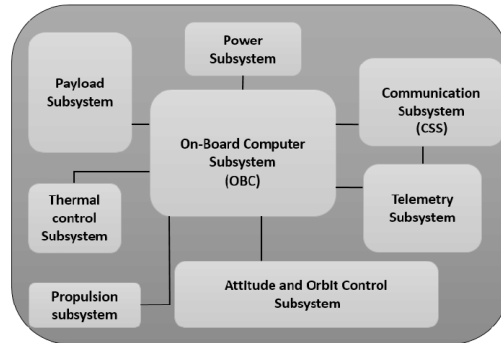 Power
Subsystem
Payload
Subsystem
Communication
Subsystem
(CSS)
On-Board Computer
Subsystem
(OBC)
Thermal
control
Subsystem
Telemetry
Subsystem
Attitude and Orbit Control
Subsystem
Propulsion
subsystem